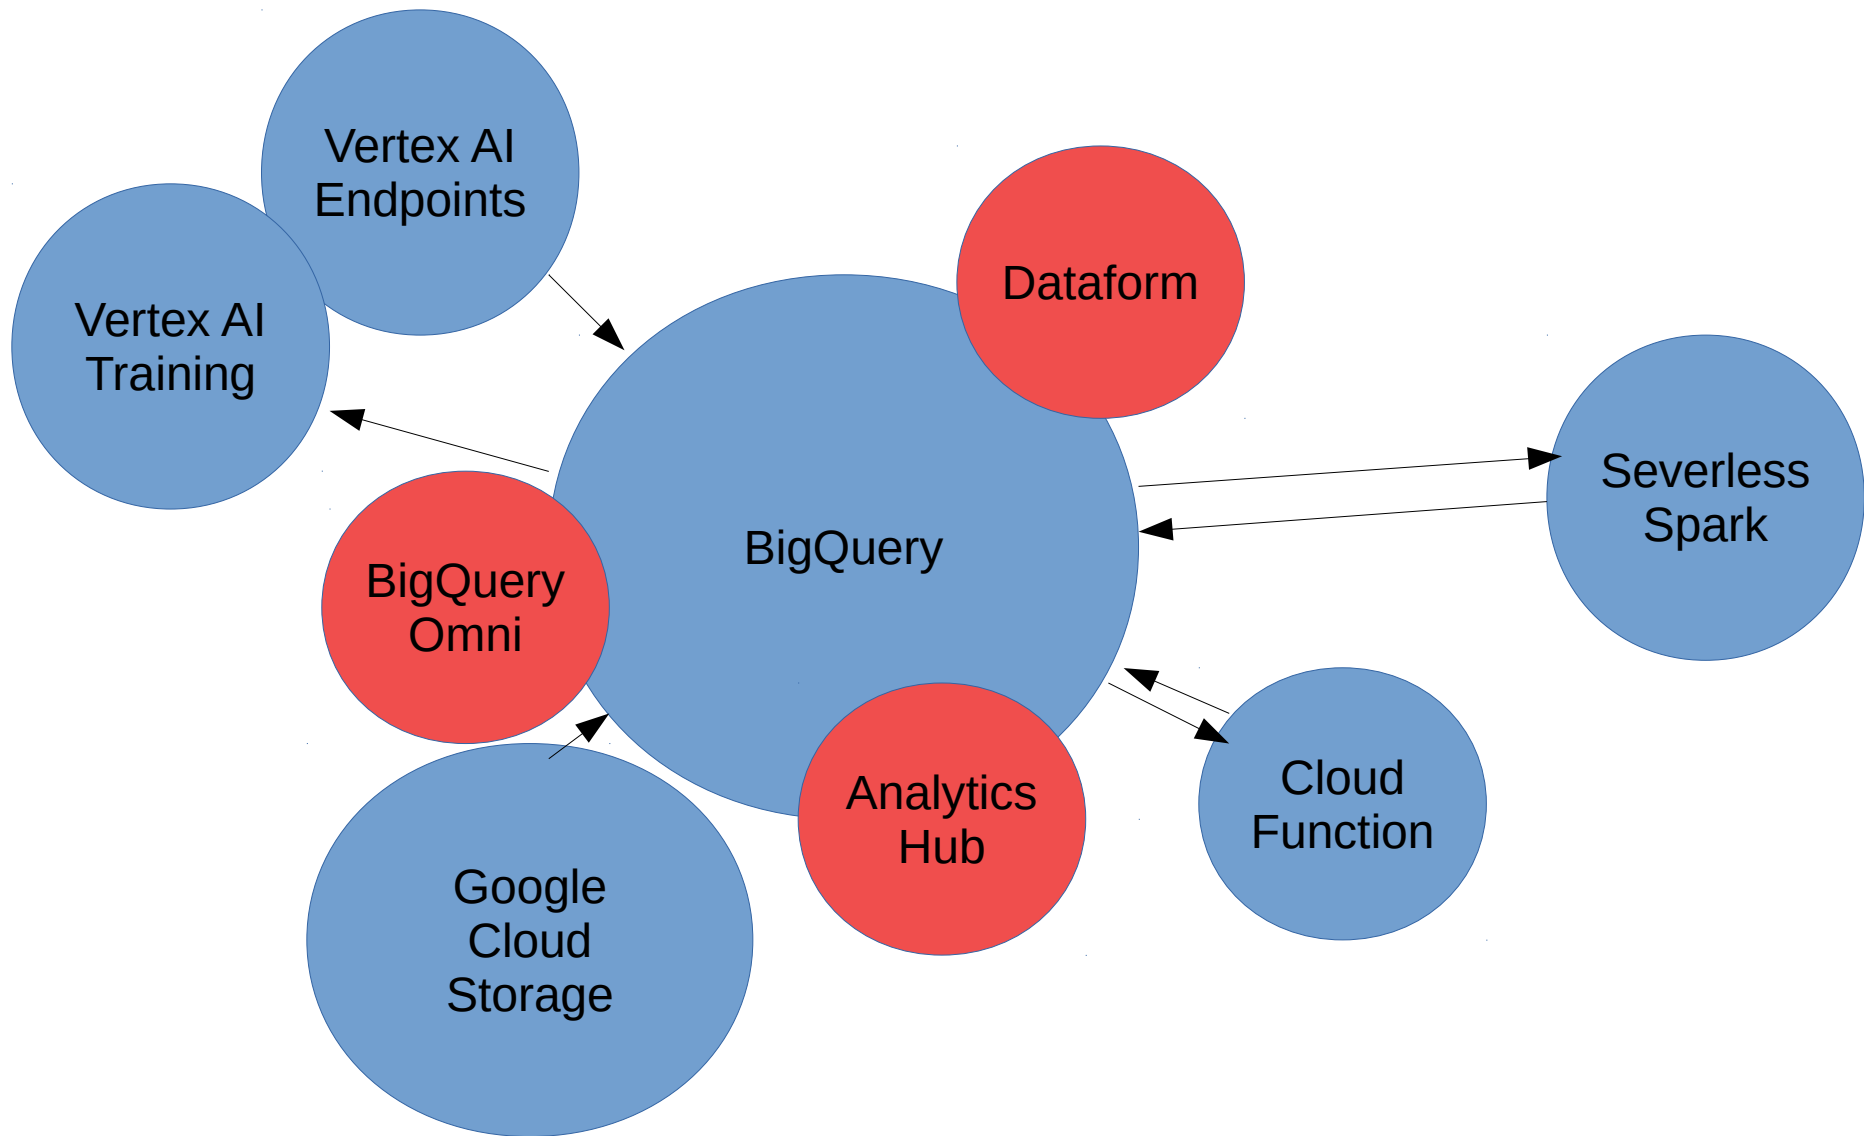 Vertex AI
Endpoints
Vertex AI
Training
Dataform
BigQuery
Severless
Spark
BigQuery
Omni
Analytics
Hub
Cloud
Function
Google
Cloud
Storage